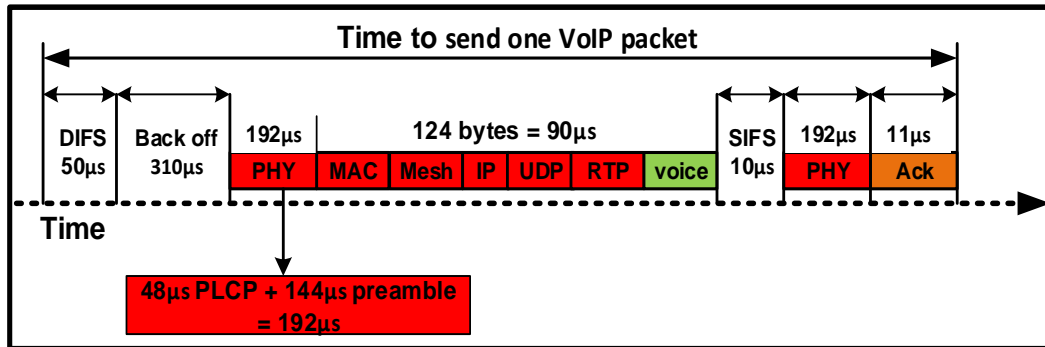 Time to send one VoIP packet
DIFS
50µs
Back off
310µs
192µs
124 bytes = 90µs
SIFS
10µs
192µs
11µs
PHY
MAC
Mesh
IP
UDP
RTP
voice
PHY
Ack
Time
48µs PLCP + 144µs preamble
= 192µs